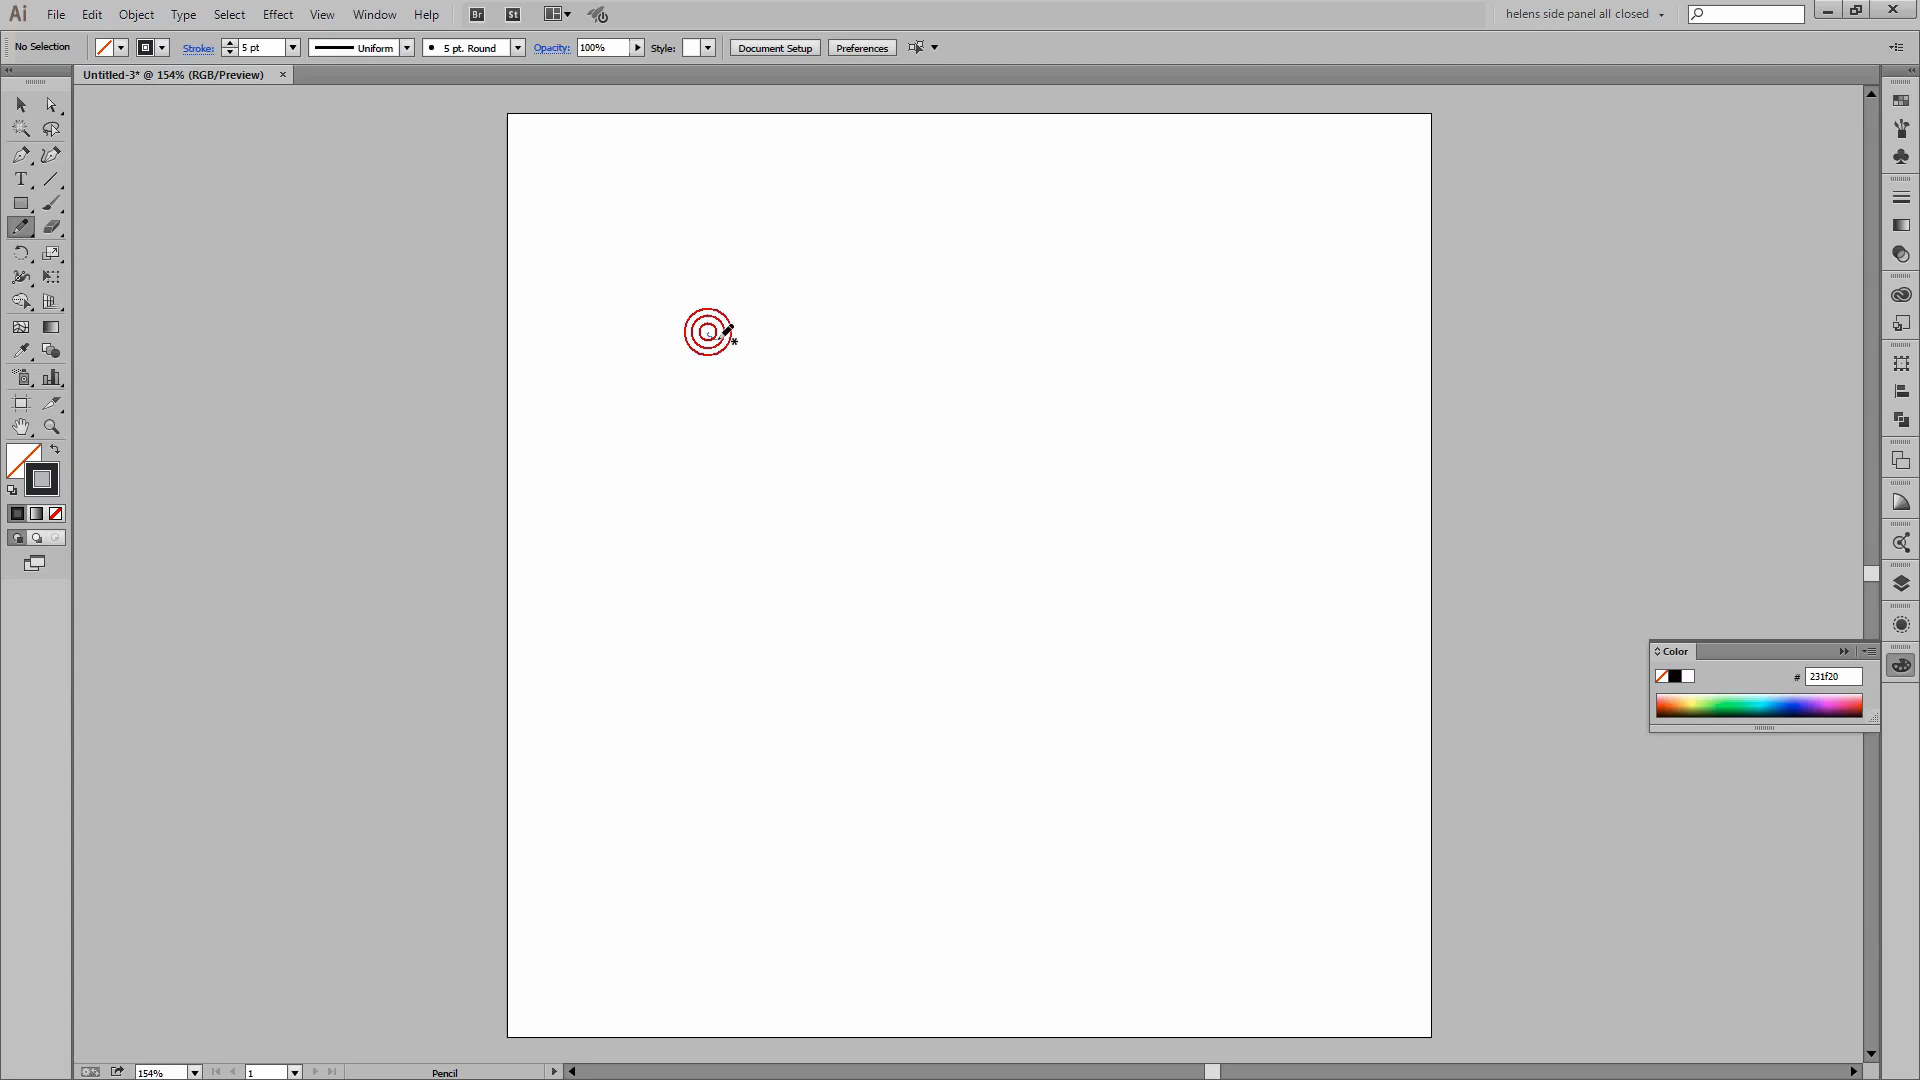 Ai File Edit Object Type Select Effect View Window Help Br St helens side panel all closed
No Selection Stroke: 5 pt Uniform 5 pt. Round Opacity: 100% Style: Document Setup Preferences
Untitled-3* @ 154% (RGB/Preview)
T
Color
# 231f20
154% 1 Pencil